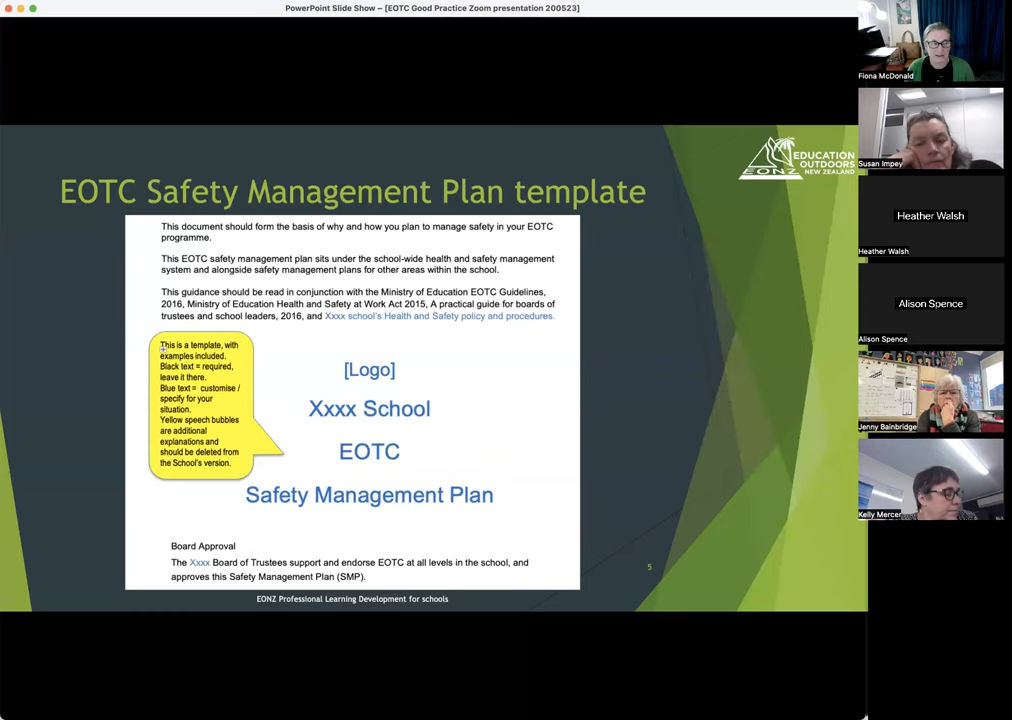 PowerPoint Slide Show – [EOTC Good Practice Zoom presentation 200523]
EDUCATION
OUTDOORS
NEW ZEALAND
EONZ
EOTC Safety Management Plan template
This document should form the basis of why and how you plan to manage safety in your EOTC
programme.
This EOTC safety management plan sits under the school-wide health and safety management
system and alongside safety management plans for other areas within the school.
This guidance should be read in conjunction with the Ministry of Education EOTC Guidelines,
2016, Ministry of Education Health and Safety at Work Act 2015, A practical guide for boards of
trustees and school leaders, 2016, and Xxxx school's Health and Safety policy and procedures.
This is a template, with
examples included.
Black text = required,
leave it there.
Blue text = customise /
specify for your
situation.
Yellow speech bubbles
are additional
explanations and
should be deleted from
the School's version.
[Logo]
Xxxx School
EOTC
Safety Management Plan
Board Approval
The Xxxx Board of Trustees support and endorse EOTC at all levels in the school, and
approves this Safety Management Plan (SMP).
5
EONZ Professional Learning Development for schools
Fiona McDonald
Susan Impey
Heather Walsh
Heather Walsh
Alison Spence
Alison Spence
Jenny Bainbridge
Kelly Mercer